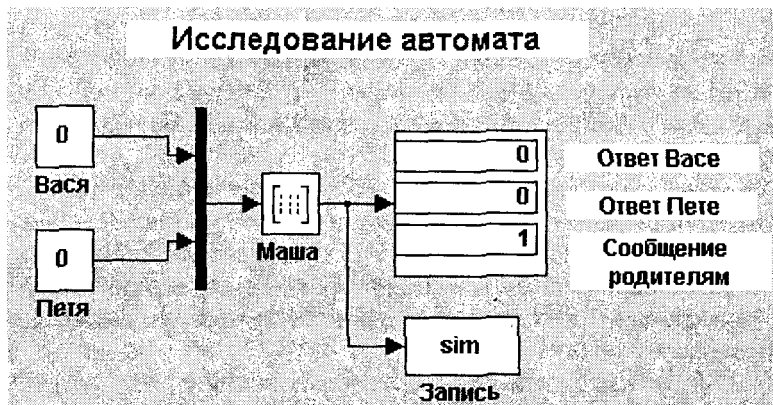 Исследование автомата
0
Вася
0
Петя
Маша
0
0
1
Ответ Васе
Ответ Пете
Сообщение
родителям
sim
Запись